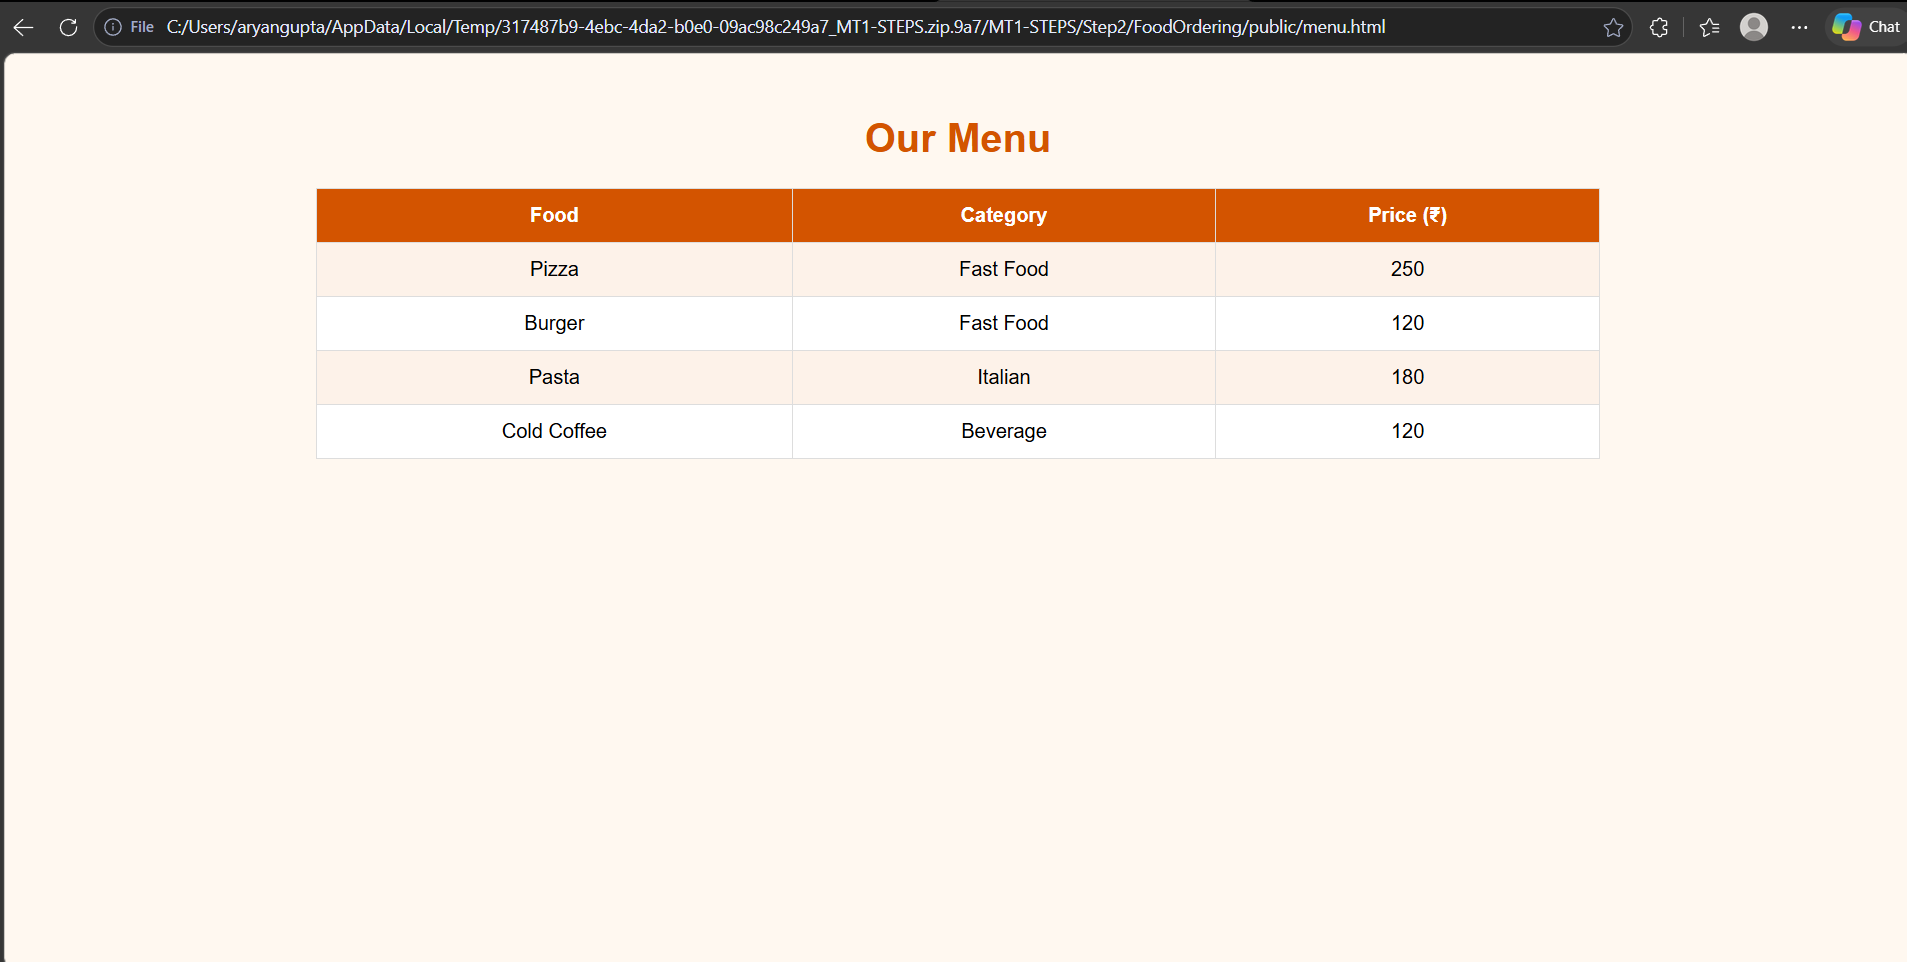 File C:/Users/aryangupta/AppData/Local/Temp/317487b9-4ebc-4da2-b0e0-09ac98c249a7_MT1-STEPS.zip.9a7/MT1-STEPS/Step2/FoodOrdering/public/menu.html Chat
Our Menu
Food Category Price (₹)
Pizza Fast Food 250
Burger Fast Food 120
Pasta Italian 180
Cold Coffee Beverage 120